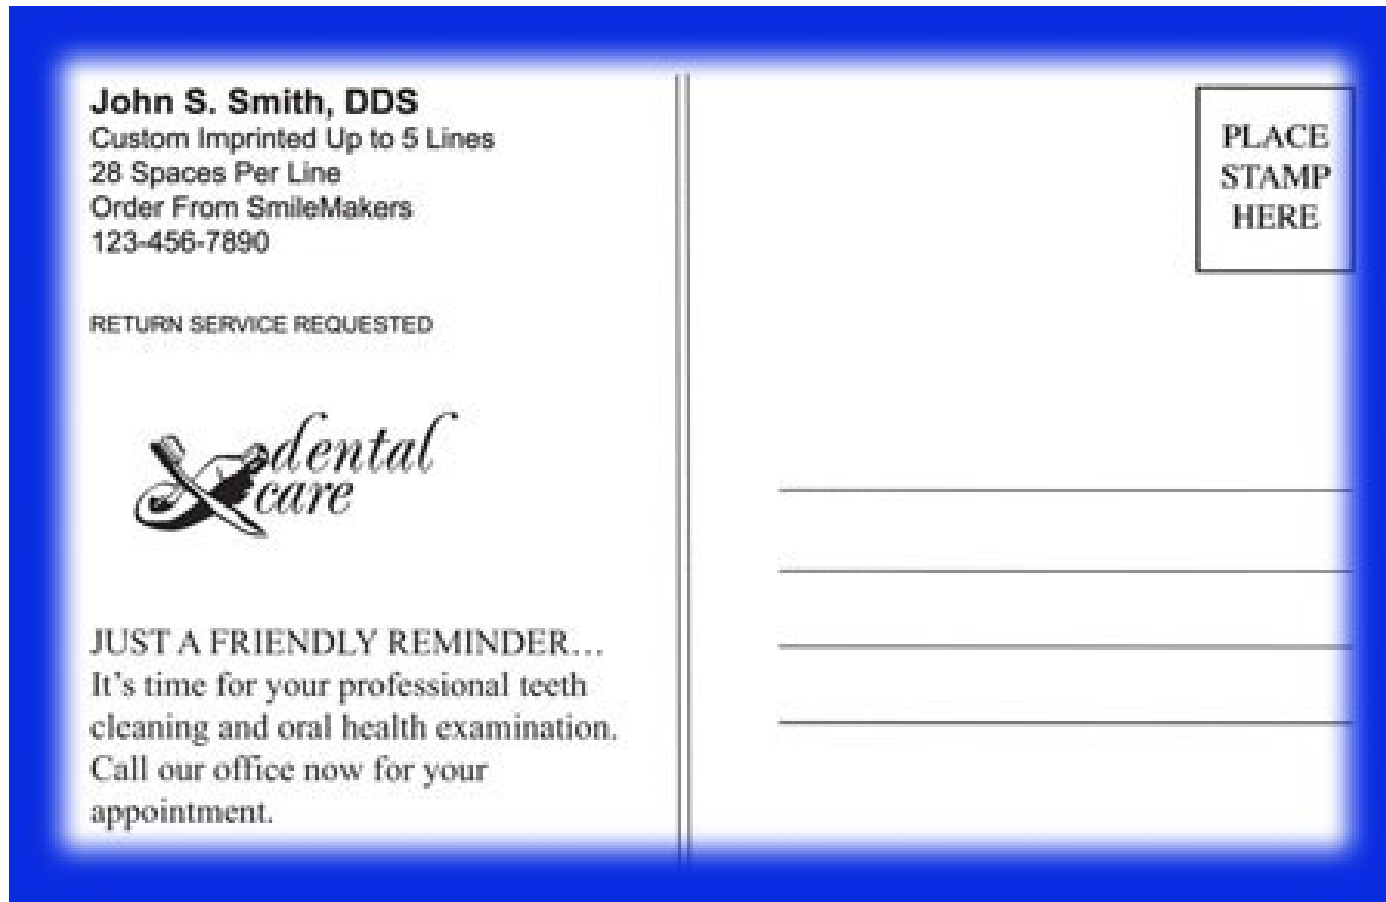 John S. Smith, DDS
Custom Imprinted Up to 5 Lines
28 Spaces Per Line
Order From SmileMakers
123-456-7890
RETURN SERVICE REQUESTED
dental
care
JUST A FRIENDLY REMINDER…
It's time for your professional teeth
cleaning and oral health examination.
Call our office now for your
appointment.
PLACE
STAMP
HERE